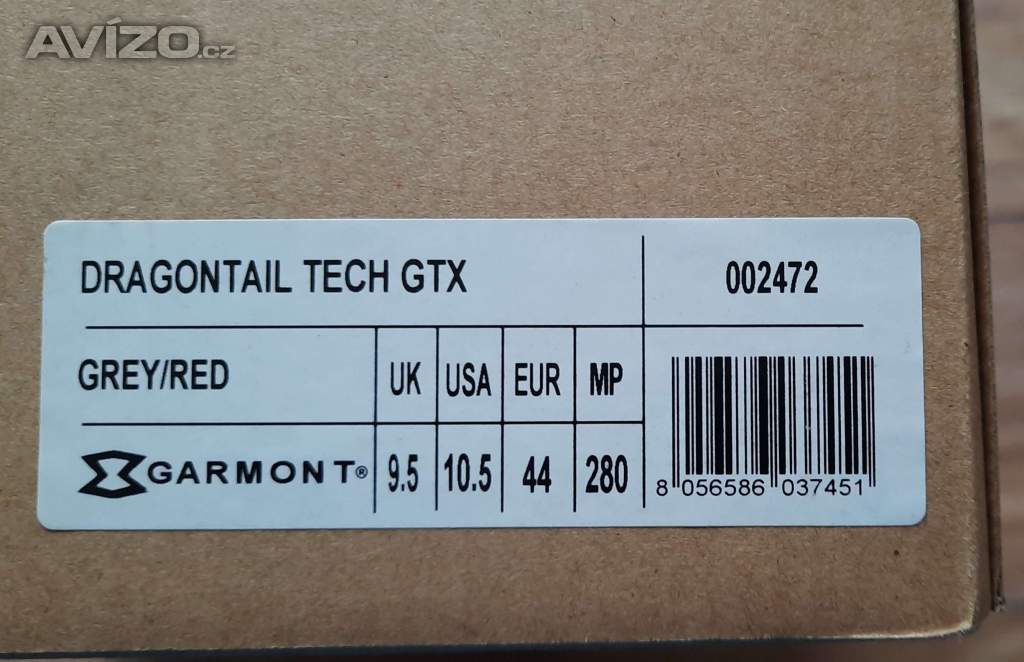 AVÍZO.cz
DRAGONTAIL TECH GTX
002472
GREY/RED
UK USA EUR MP
GARMONT®
9.5 10.5 44 280
8 056586 037451